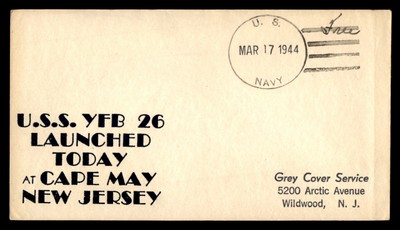 U. S.
MAR 17 1944
NAVY
Free
U.S.S. YFB 26
LAUNCHED
TODAY
AT CAPE MAY
NEW JERSEY
Grey Cover Service
5200 Arctic Avenue
Wildwood, N. J.